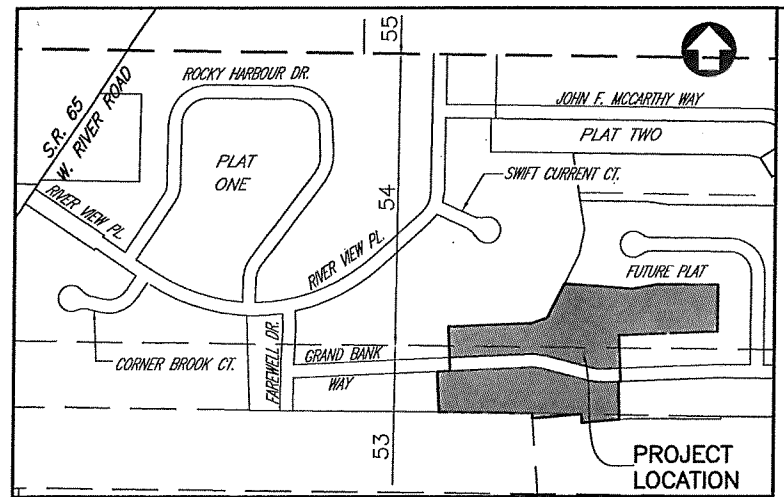 55
ROCKY HARBOUR DR.
S.R. 65
W. RIVER ROAD
JOHN F. MCCARTHY WAY
PLAT TWO
PLAT
ONE
SWIFT CURRENT CT.
54
RIVER VIEW PL.
RIVER VIEW PL.
FUTURE PLAT
CORNER BROOK CT.
FAREWELL DR.
GRAND BANK
WAY
53
PROJECT
LOCATION